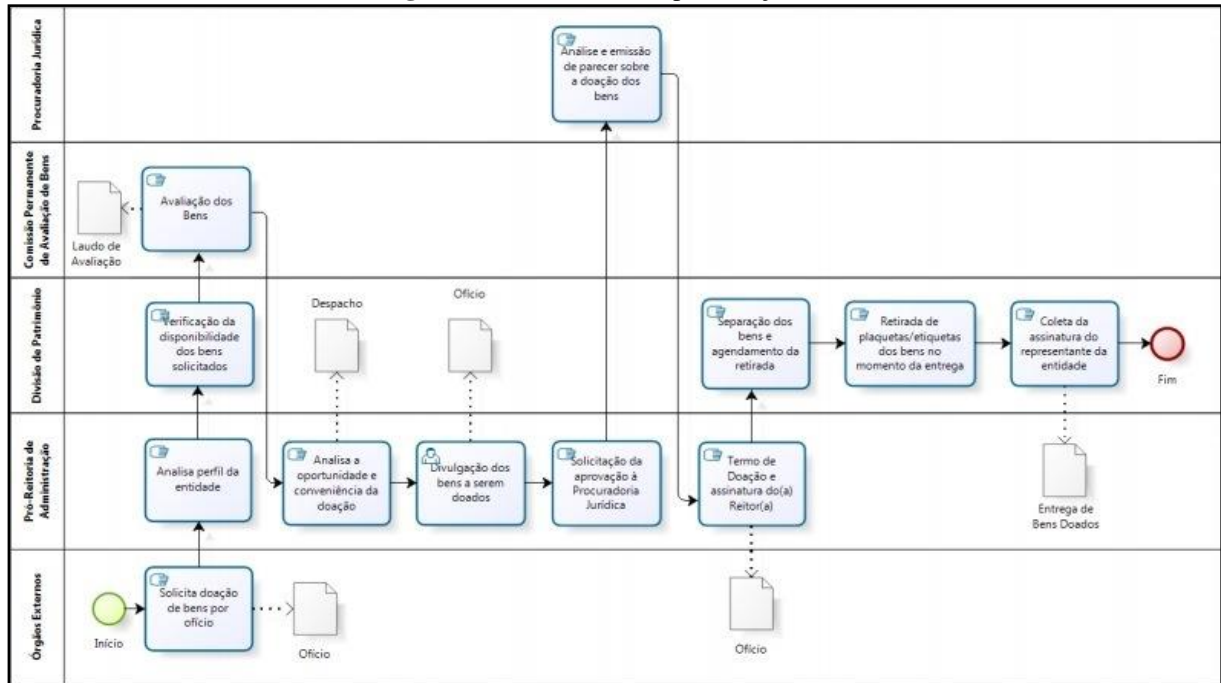 Procuradoria Jurídica
Análise e emissão
de parecer sobre
a doação dos
bens
Comissão Permanente
de Avaliação de Bens
Laudo de
Avaliação
Avaliação dos
Bens
Divisão de Patrimônio
Verificação da
disponibilidade
dos bens
solicitados
Despacho
Ofício
Separação dos
bens e
agendamento da
retirada
Retirada de
plaquetas/etiquetas
dos bens no
momento da entrega
Coleta da
assinatura do
representante da
entidade
Fim
Pró-Reitoria de
Administração
Analisa perfil da
entidade
Analisa a
oportunidade e
conveniência da
doação
Divulgação dos
bens a serem
doados
Solicitação da
aprovação à
Procuradoria
Jurídica
Termo de
Doação e
assinatura do(a)
Reitor(a)
Entrega de
Bens Doados
Órgãos Externos
Início
Solicita doação
de bens por
ofício
Ofício
Ofício